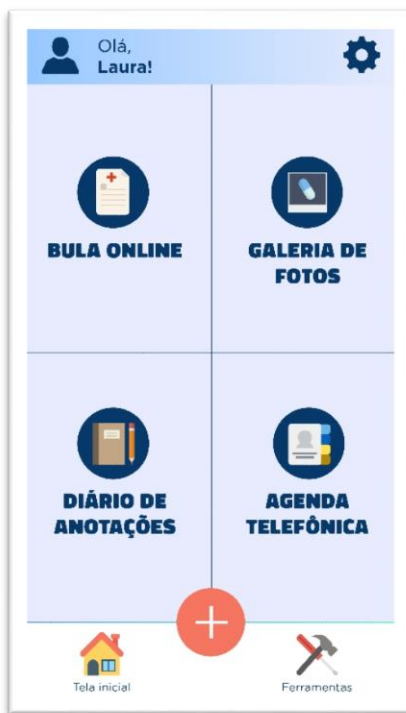 Olá,
Laura!
BULA ONLINE
GALERIA DE
FOTOS
DIÁRIO DE
ANOTAÇÕES
AGENDA
TELEFÔNICA
Tela inicial
Ferramentas